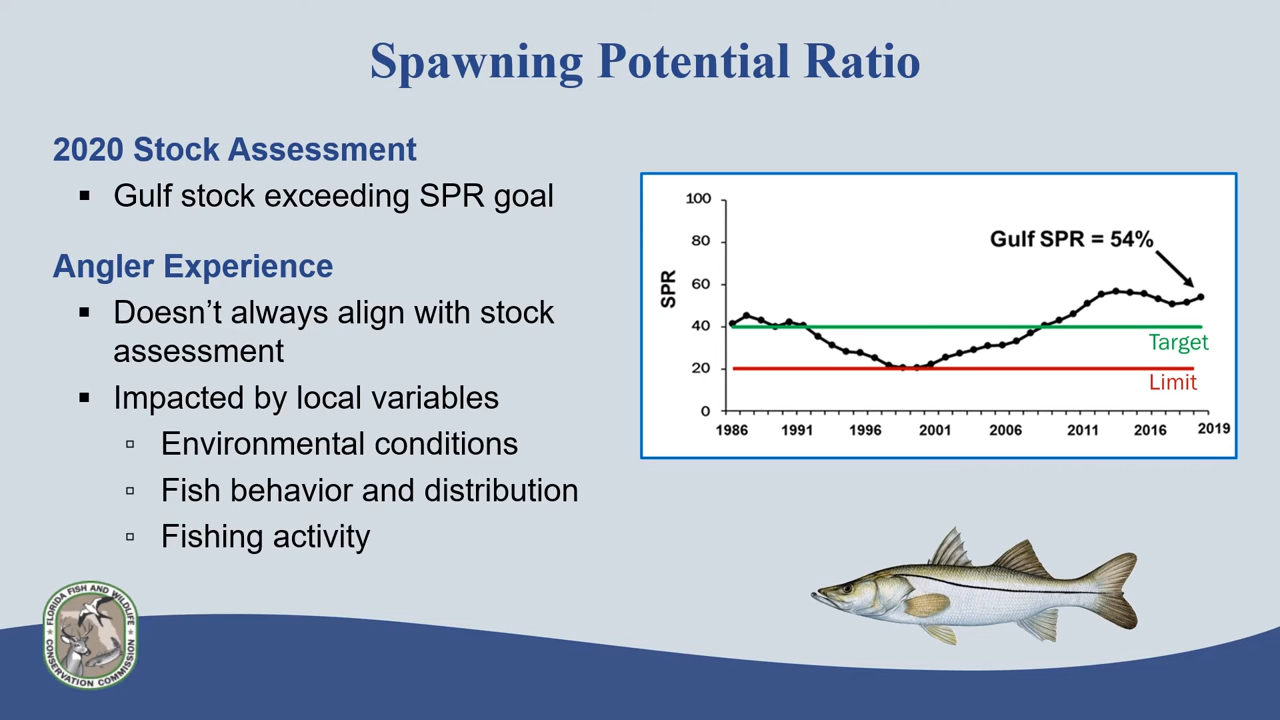 Spawning Potential Ratio
2020 Stock Assessment
▪ Gulf stock exceeding SPR goal
Angler Experience
▪ Doesn’t always align with stock
assessment
▪ Impacted by local variables
▫ Environmental conditions
▫ Fish behavior and distribution
▫ Fishing activity
100
80
60
40
20
0
SPR
Gulf SPR = 54%
Target
Limit
1986 1991 1996 2001 2006 2011 2016 2019
FLORIDA FISH AND WILDLIFE
CONSERVATION COMMISSION